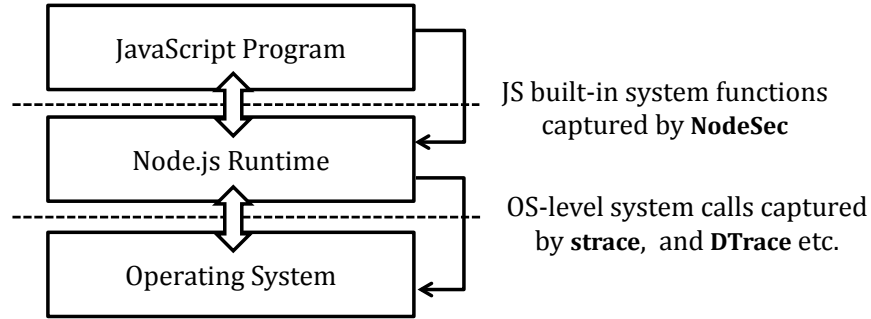 JavaScript Program
JS built-in system functions
captured by NodeSec
Node.js Runtime
OS-level system calls captured
by strace, and DTrace etc.
Operating System